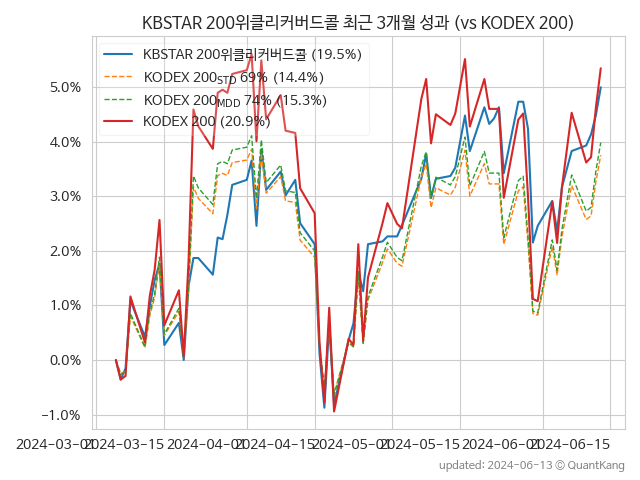 KBSTAR 200위클리커버드콜 최근 3개월 성과 (vs KODEX 200)
KBSTAR 200위클리커버드콜 (19.5%)
KODEX 200STD 69% (14.4%)
KODEX 200MDD 74% (15.3%)
KODEX 200 (20.9%)
5.0%
4.0%
3.0%
2.0%
1.0%
0.0%
-1.0%
2024-03-01 2024-03-15 2024-04-01 2024-04-15 2024-05-01 2024-05-15 2024-06-01 2024-06-15
updated: 2024-06-13 © QuantKang